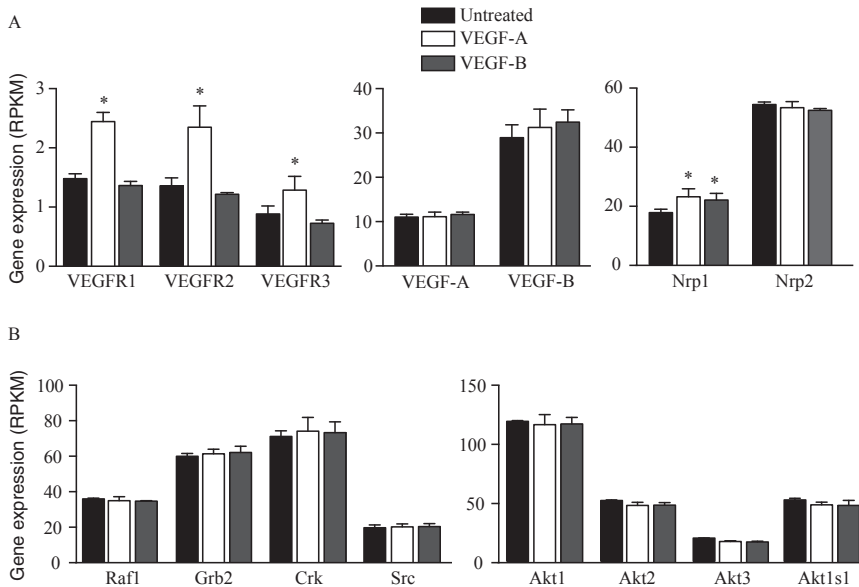 A
Untreated
VEGF-A
VEGF-B
Gene expression (RPKM)
3
2
1
0
* * *
VEGFR1 VEGFR2 VEGFR3
40
30
20
10
0
VEGF-A VEGF-B
60
40
20
0
* *
Nrp1 Nrp2
B
Gene expression (RPKM)
100
80
60
40
20
0
Raf1 Grb2 Crk Src
150
100
50
0
Akt1 Akt2 Akt3 Akt1s1